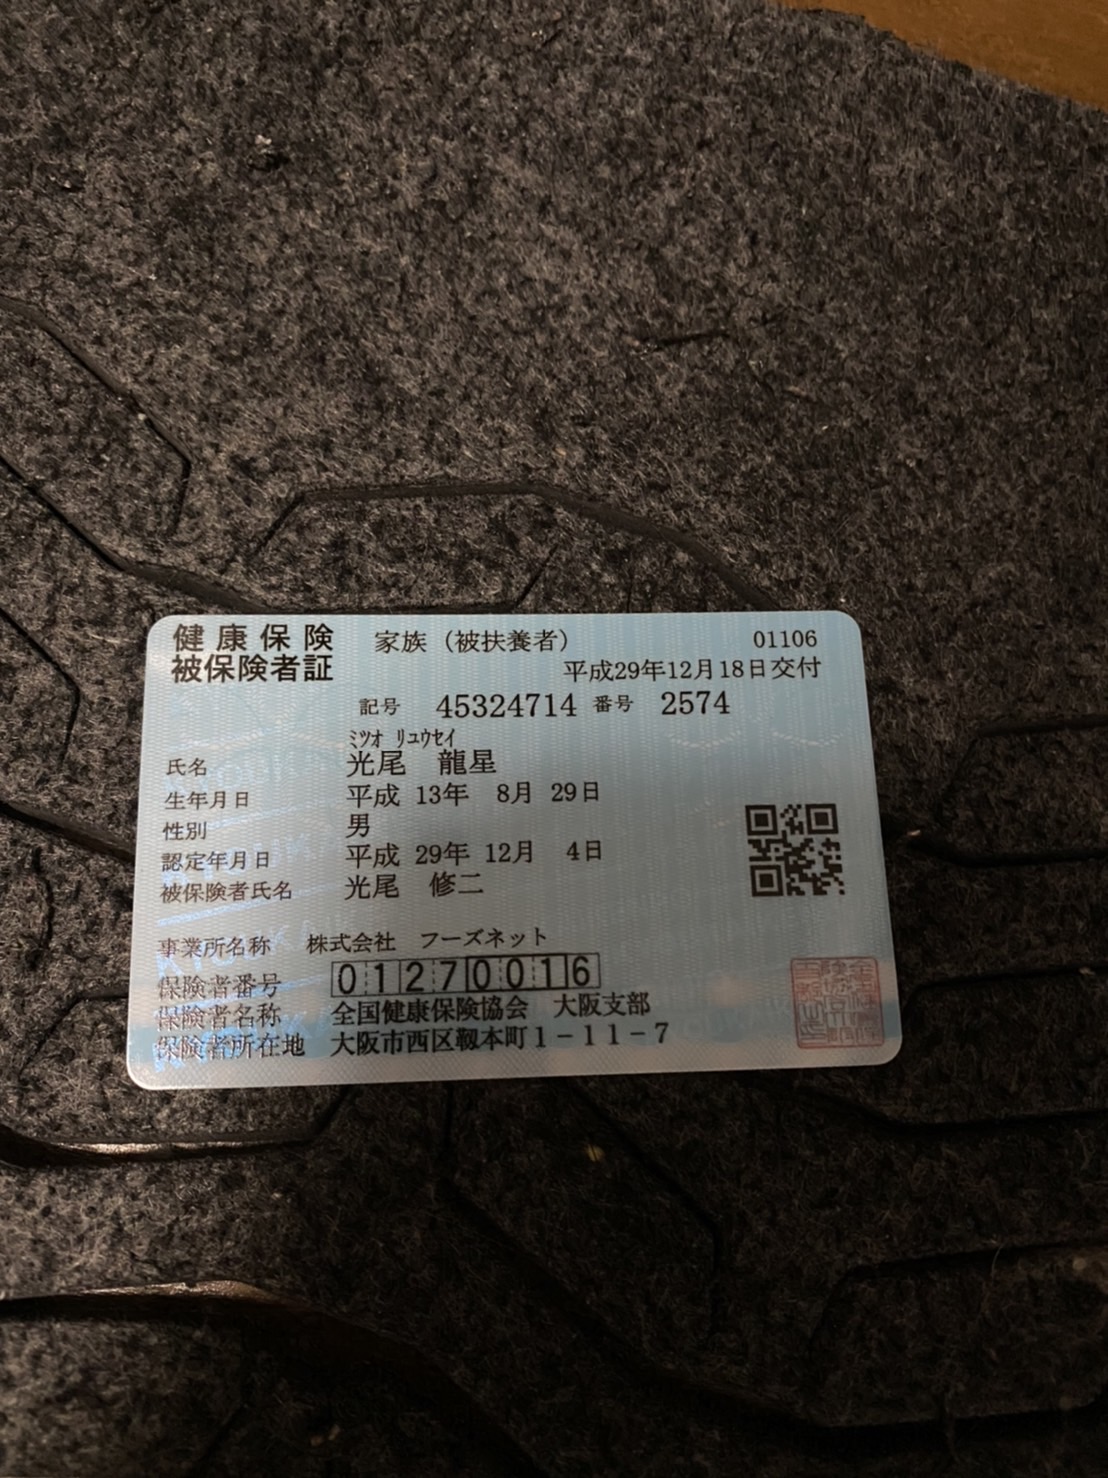 健康保険 家族（被扶養者） 01106
被保険者証 平成29年12月18日交付
記号 45324714 番号 2574
ﾐﾂｵ ﾘﾕｳｾｲ
氏名 光尾 龍星
生年月日 平成 13年 8月 29日
性別 男
認定年月日 平成 29年 12月 4日
被保険者氏名 光尾 修二
事業所名称 株式会社 フーズネット
保険者番号 01270016
保険者名称 全国健康保険協会 大阪支部
保険者所在地 大阪市西区靱本町1－11－7